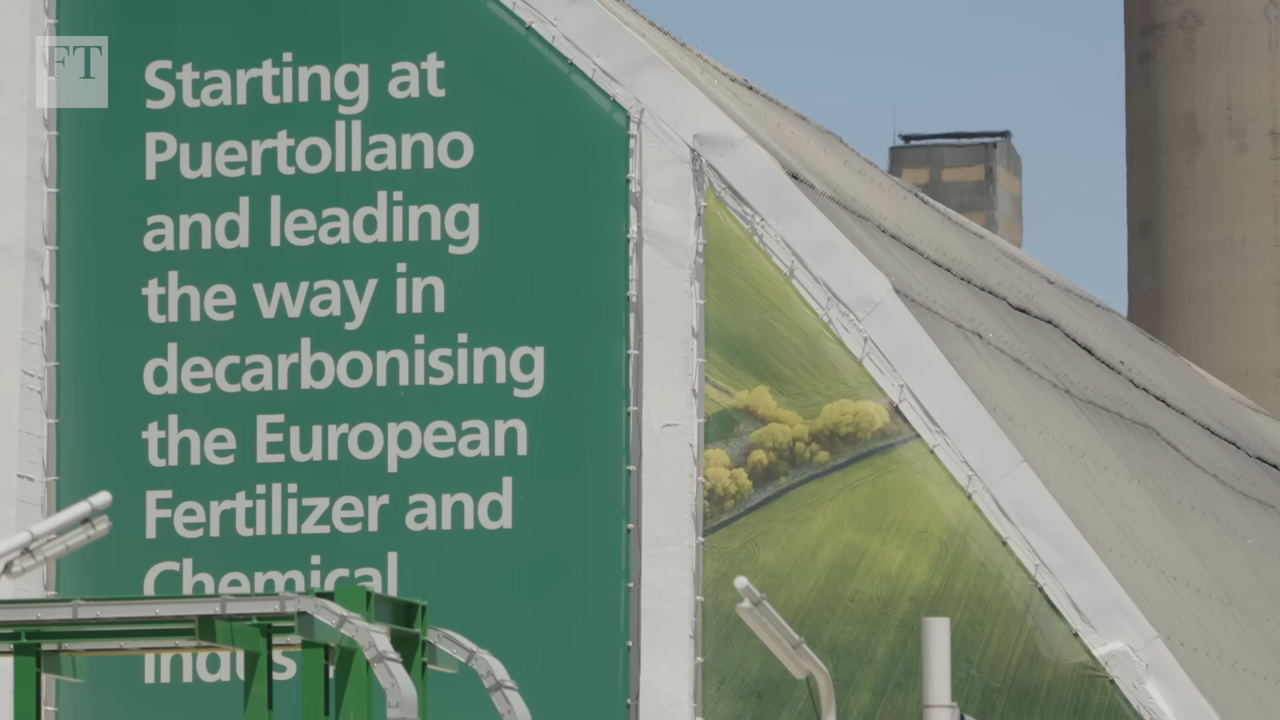 FT
Starting at
Puertollano
and leading
the way in
decarbonising
the European
Fertilizer and
Chemical